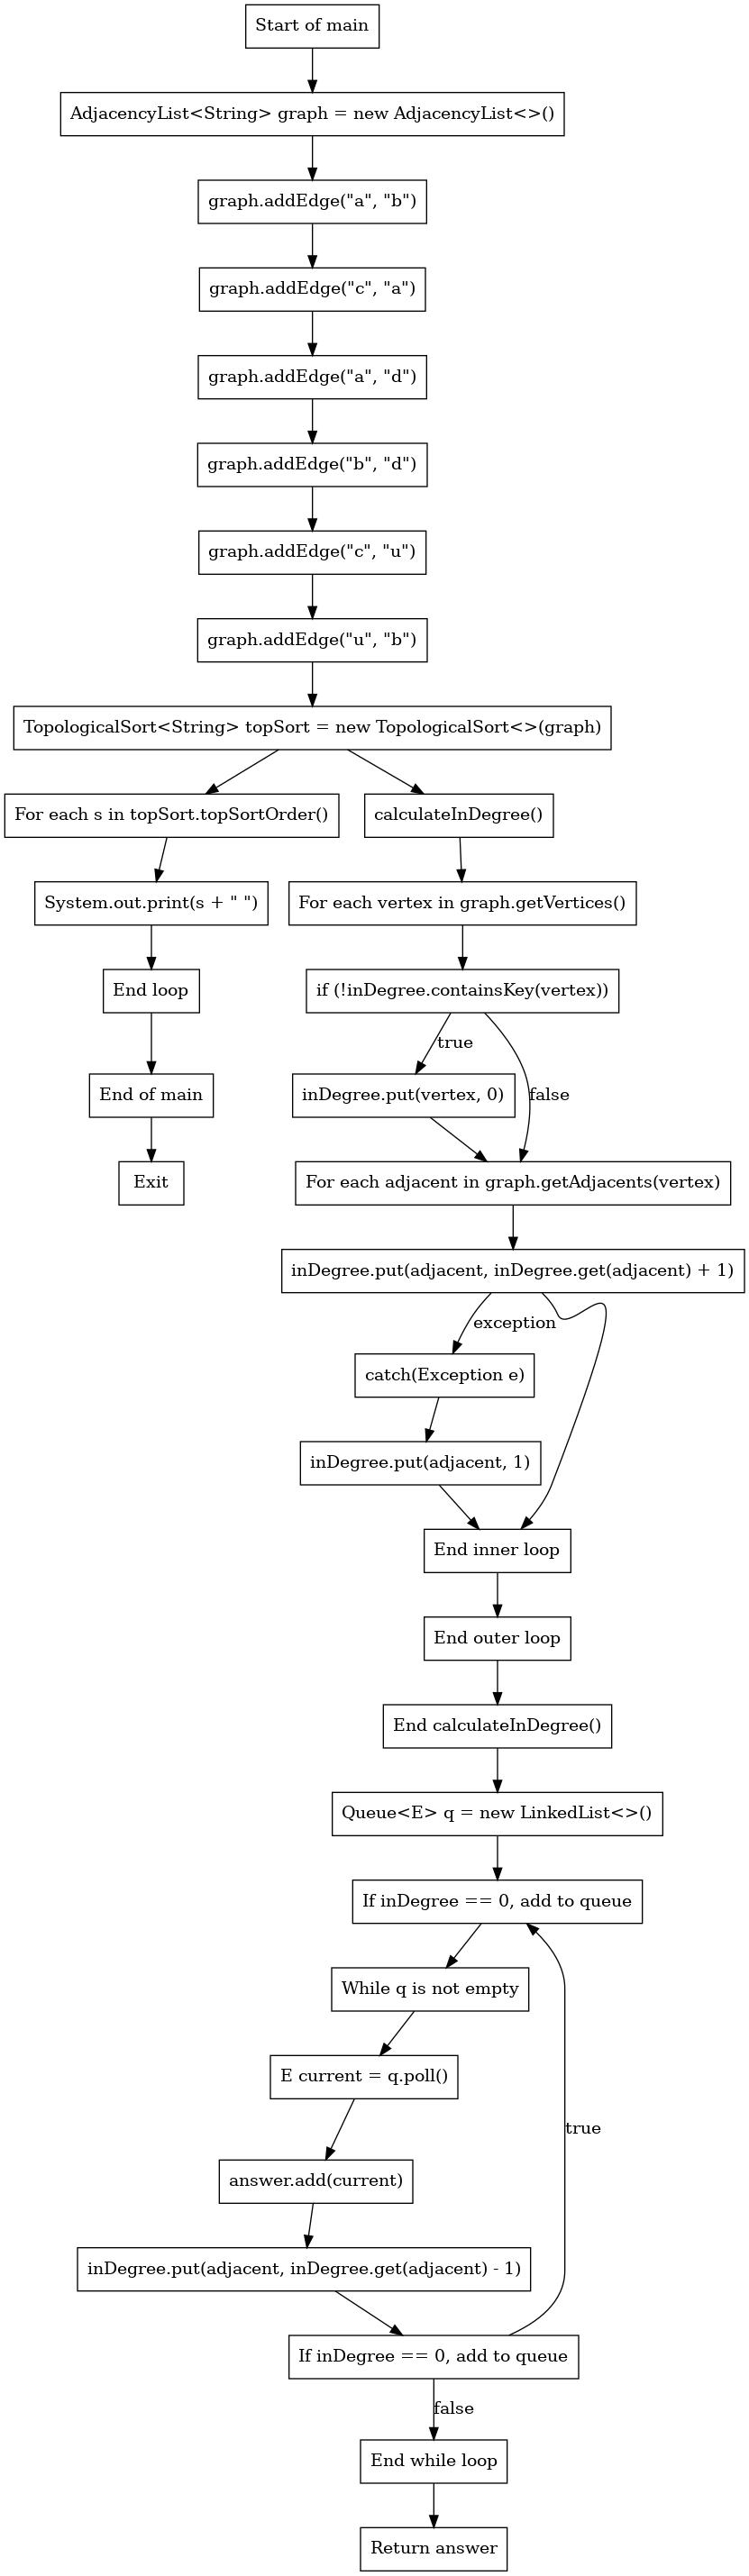 Start of main
AdjacencyList<String> graph = new AdjacencyList<>()
graph.addEdge("a", "b")
graph.addEdge("c", "a")
graph.addEdge("a", "d")
graph.addEdge("b", "d")
graph.addEdge("c", "u")
graph.addEdge("u", "b")
TopologicalSort<String> topSort = new TopologicalSort<>(graph)
For each s in topSort.topSortOrder()
calculateInDegree()
System.out.print(s + " ")
For each vertex in graph.getVertices()
End loop
if (!inDegree.containsKey(vertex))
true
End of main
inDegree.put(vertex, 0)
false
Exit
For each adjacent in graph.getAdjacents(vertex)
inDegree.put(adjacent, inDegree.get(adjacent) + 1)
exception
catch(Exception e)
inDegree.put(adjacent, 1)
End inner loop
End outer loop
End calculateInDegree()
Queue<E> q = new LinkedList<>()
If inDegree == 0, add to queue
While q is not empty
E current = q.poll()
true
answer.add(current)
inDegree.put(adjacent, inDegree.get(adjacent) - 1)
If inDegree == 0, add to queue
false
End while loop
Return answer